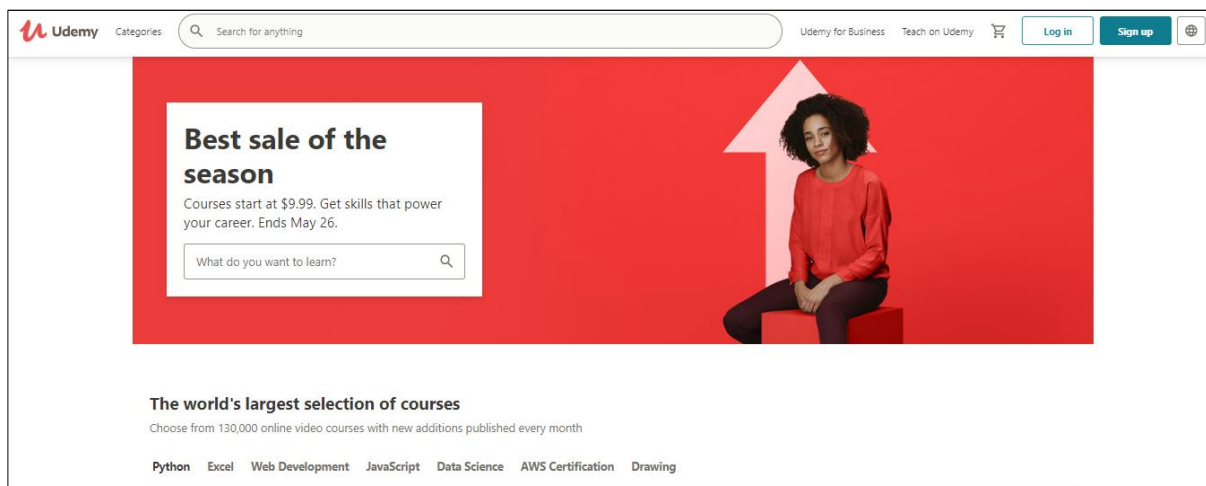 Udemy Categories Search for anything Udemy for Business Teach on Udemy Log in Sign up
Best sale of the
season
Courses start at $9.99. Get skills that power
your career. Ends May 26.
What do you want to learn?
The world's largest selection of courses
Choose from 130,000 online video courses with new additions published every month
Python Excel Web Development JavaScript Data Science AWS Certification Drawing